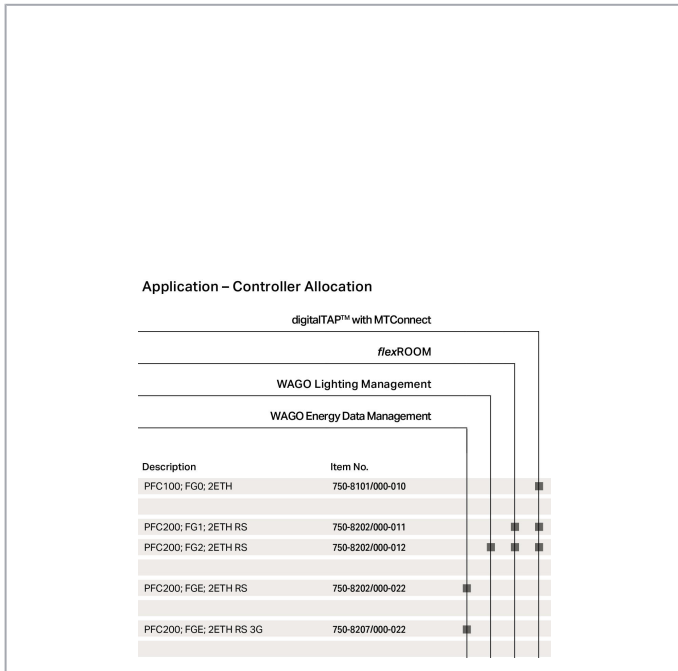 Application – Controller Allocation
digitalTAP™ with MTConnect
flexROOM
WAGO Lighting Management
WAGO Energy Data Management
Description Item No.
PFC100; FG0; 2ETH 750-8101/000-010
PFC200; FG1; 2ETH RS 750-8202/000-011
PFC200; FG2; 2ETH RS 750-8202/000-012
PFC200; FGE; 2ETH RS 750-8202/000-022
PFC200; FGE; 2ETH RS 3G 750-8207/000-022